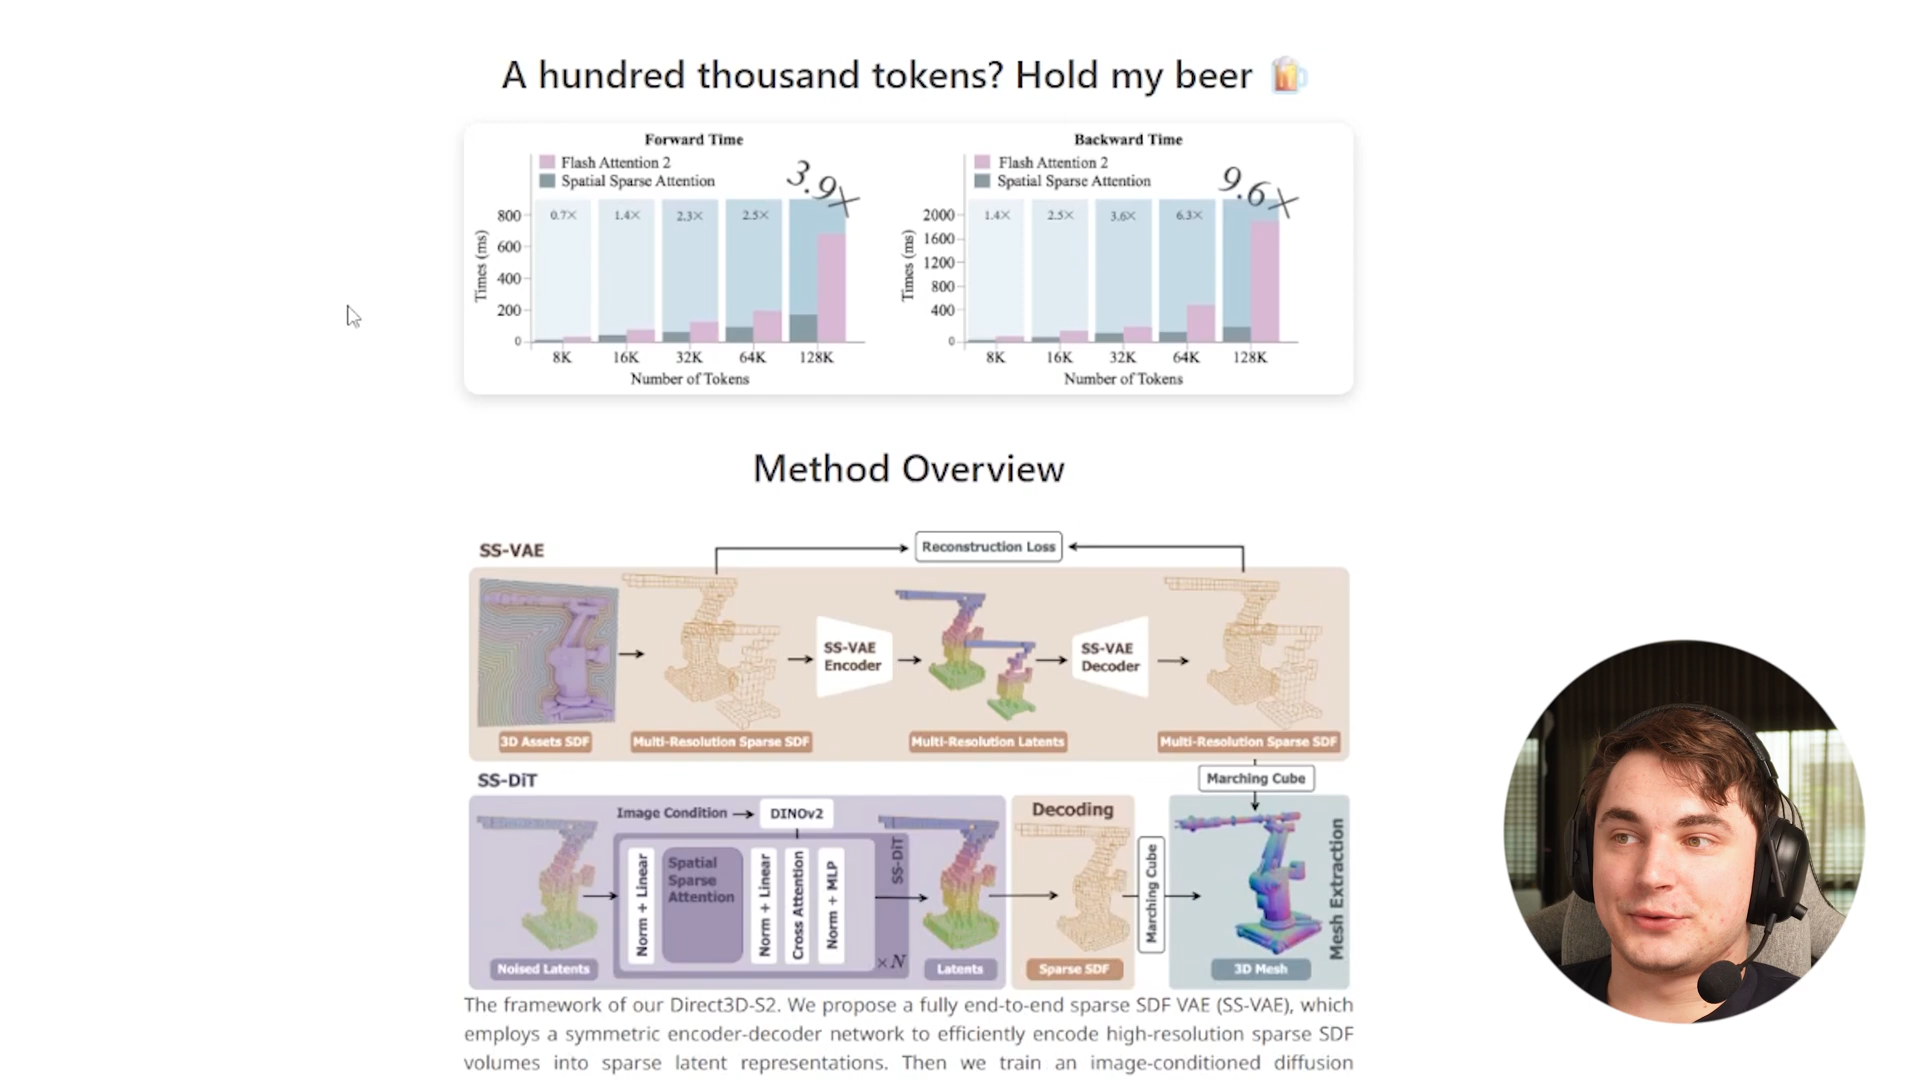 A hundred thousand tokens? Hold my beer 🍺
Forward Time
Flash Attention 2
Spatial Sparse Attention
3.9×
0.7×
1.4×
2.3×
2.5×
800
600
400
200
0
Times (ms)
8K
16K
32K
64K
128K
Number of Tokens
Backward Time
Flash Attention 2
Spatial Sparse Attention
9.6×
1.4×
2.5×
3.6×
6.3×
2000
1600
1200
800
400
0
Times (ms)
8K
16K
32K
64K
128K
Number of Tokens
Method Overview
SS-VAE
Reconstruction Loss
SS-VAE
Encoder
SS-VAE
Decoder
3D Assets SDF
Multi-Resolution Sparse SDF
Multi-Resolution Latents
Multi-Resolution Sparse SDF
Marching Cube
SS-DiT
Image Condition
DINOv2
Norm + Linear
Spatial
Sparse
Attention
Norm + Linear
Cross Attention
Norm + MLP
SS-DiT
×N
Noised Latents
Latents
Decoding
Sparse SDF
Marching Cube
3D Mesh
Mesh Extraction
The framework of our Direct3D-S2. We propose a fully end-to-end sparse SDF VAE (SS-VAE), which
employs a symmetric encoder-decoder network to efficiently encode high-resolution sparse SDF
volumes into sparse latent representations. Then we train an image-conditioned diffusion